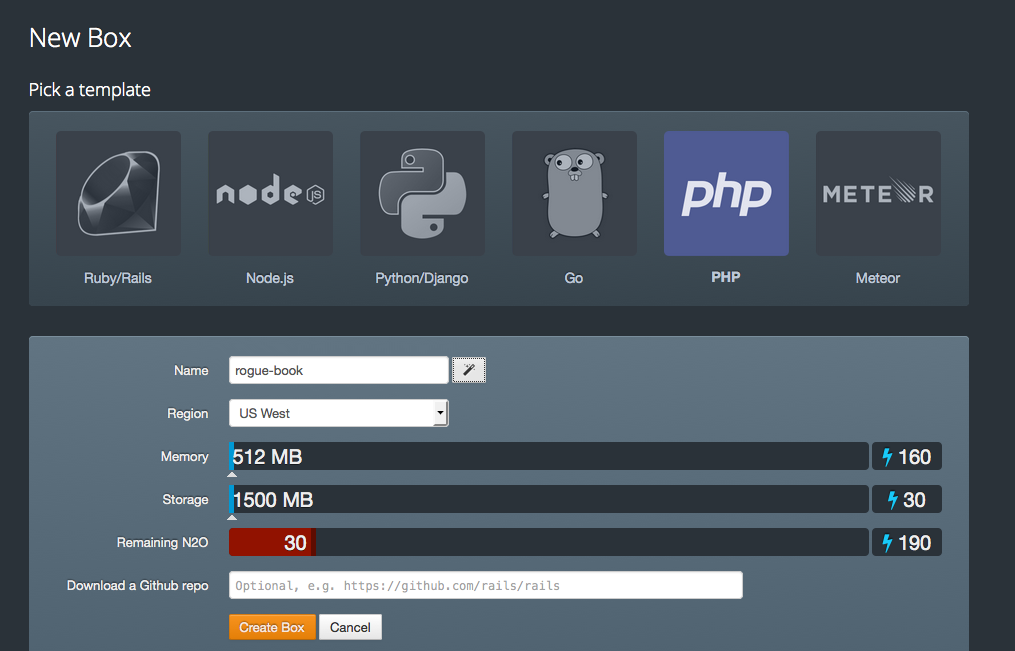 New Box
Pick a template
node JS php METEOR
Ruby/Rails Node.js Python/Django Go PHP Meteor
Name rogue-book
Region US West
Memory 512 MB 160
Storage 1500 MB 30
Remaining N2O 30 190
Download a Github repo Optional, e.g. https://github.com/rails/rails
Create Box Cancel